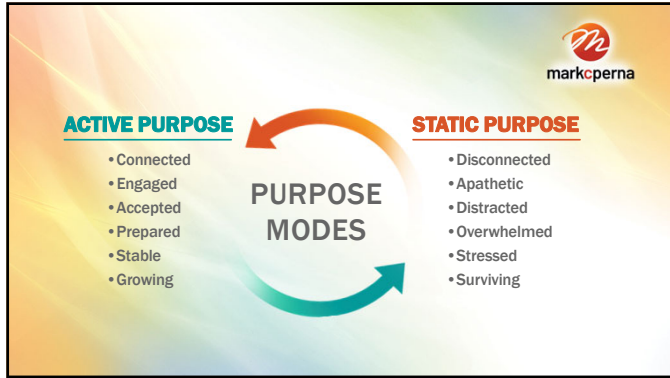 markcperna
ACTIVE PURPOSE
•Connected
•Engaged
•Accepted
•Prepared
•Stable
•Growing
PURPOSE
MODES
STATIC PURPOSE
•Disconnected
•Apathetic
•Distracted
•Overwhelmed
•Stressed
•Surviving